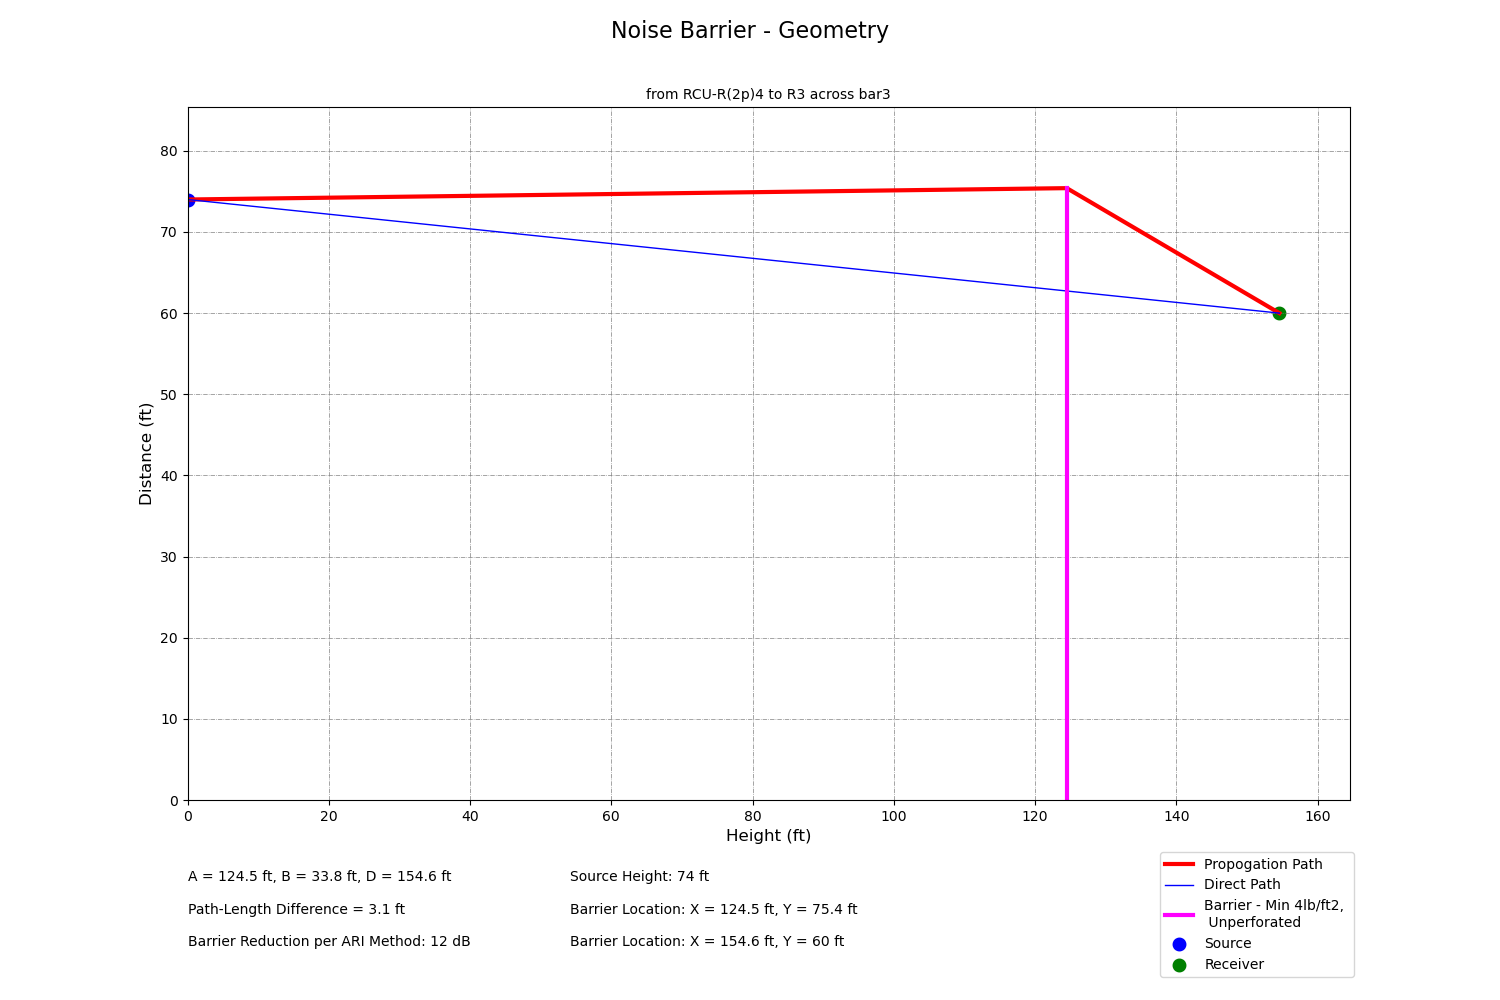 Noise Barrier - Geometry
from RCU-R(2p)4 to R3 across bar3
80
70
60
50
40
30
20
10
0
Distance (ft)
0 20 40 60 80 100 120 140 160
Height (ft)
A = 124.5 ft, B = 33.8 ft, D = 154.6 ft
Path-Length Difference = 3.1 ft
Barrier Reduction per ARI Method: 12 dB
Source Height: 74 ft
Barrier Location: X = 124.5 ft, Y = 75.4 ft
Barrier Location: X = 154.6 ft, Y = 60 ft
Propogation Path
Direct Path
Barrier - Min 4lb/ft2,
Unperforated
Source
Receiver